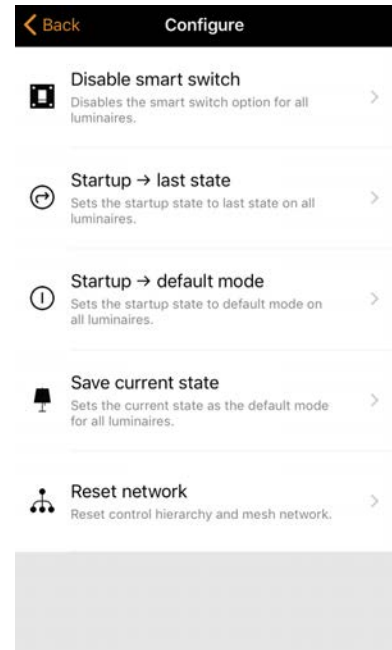 Back
Configure
Disable smart switch
Disables the smart switch option for all
luminaires.
Startup → last state
Sets the startup state to last state on all
luminaires.
Startup → default mode
Sets the startup state to default mode on
all luminaires.
Save current state
Sets the current state as the default mode
for all luminaires.
Reset network
Reset control hierarchy and mesh network.